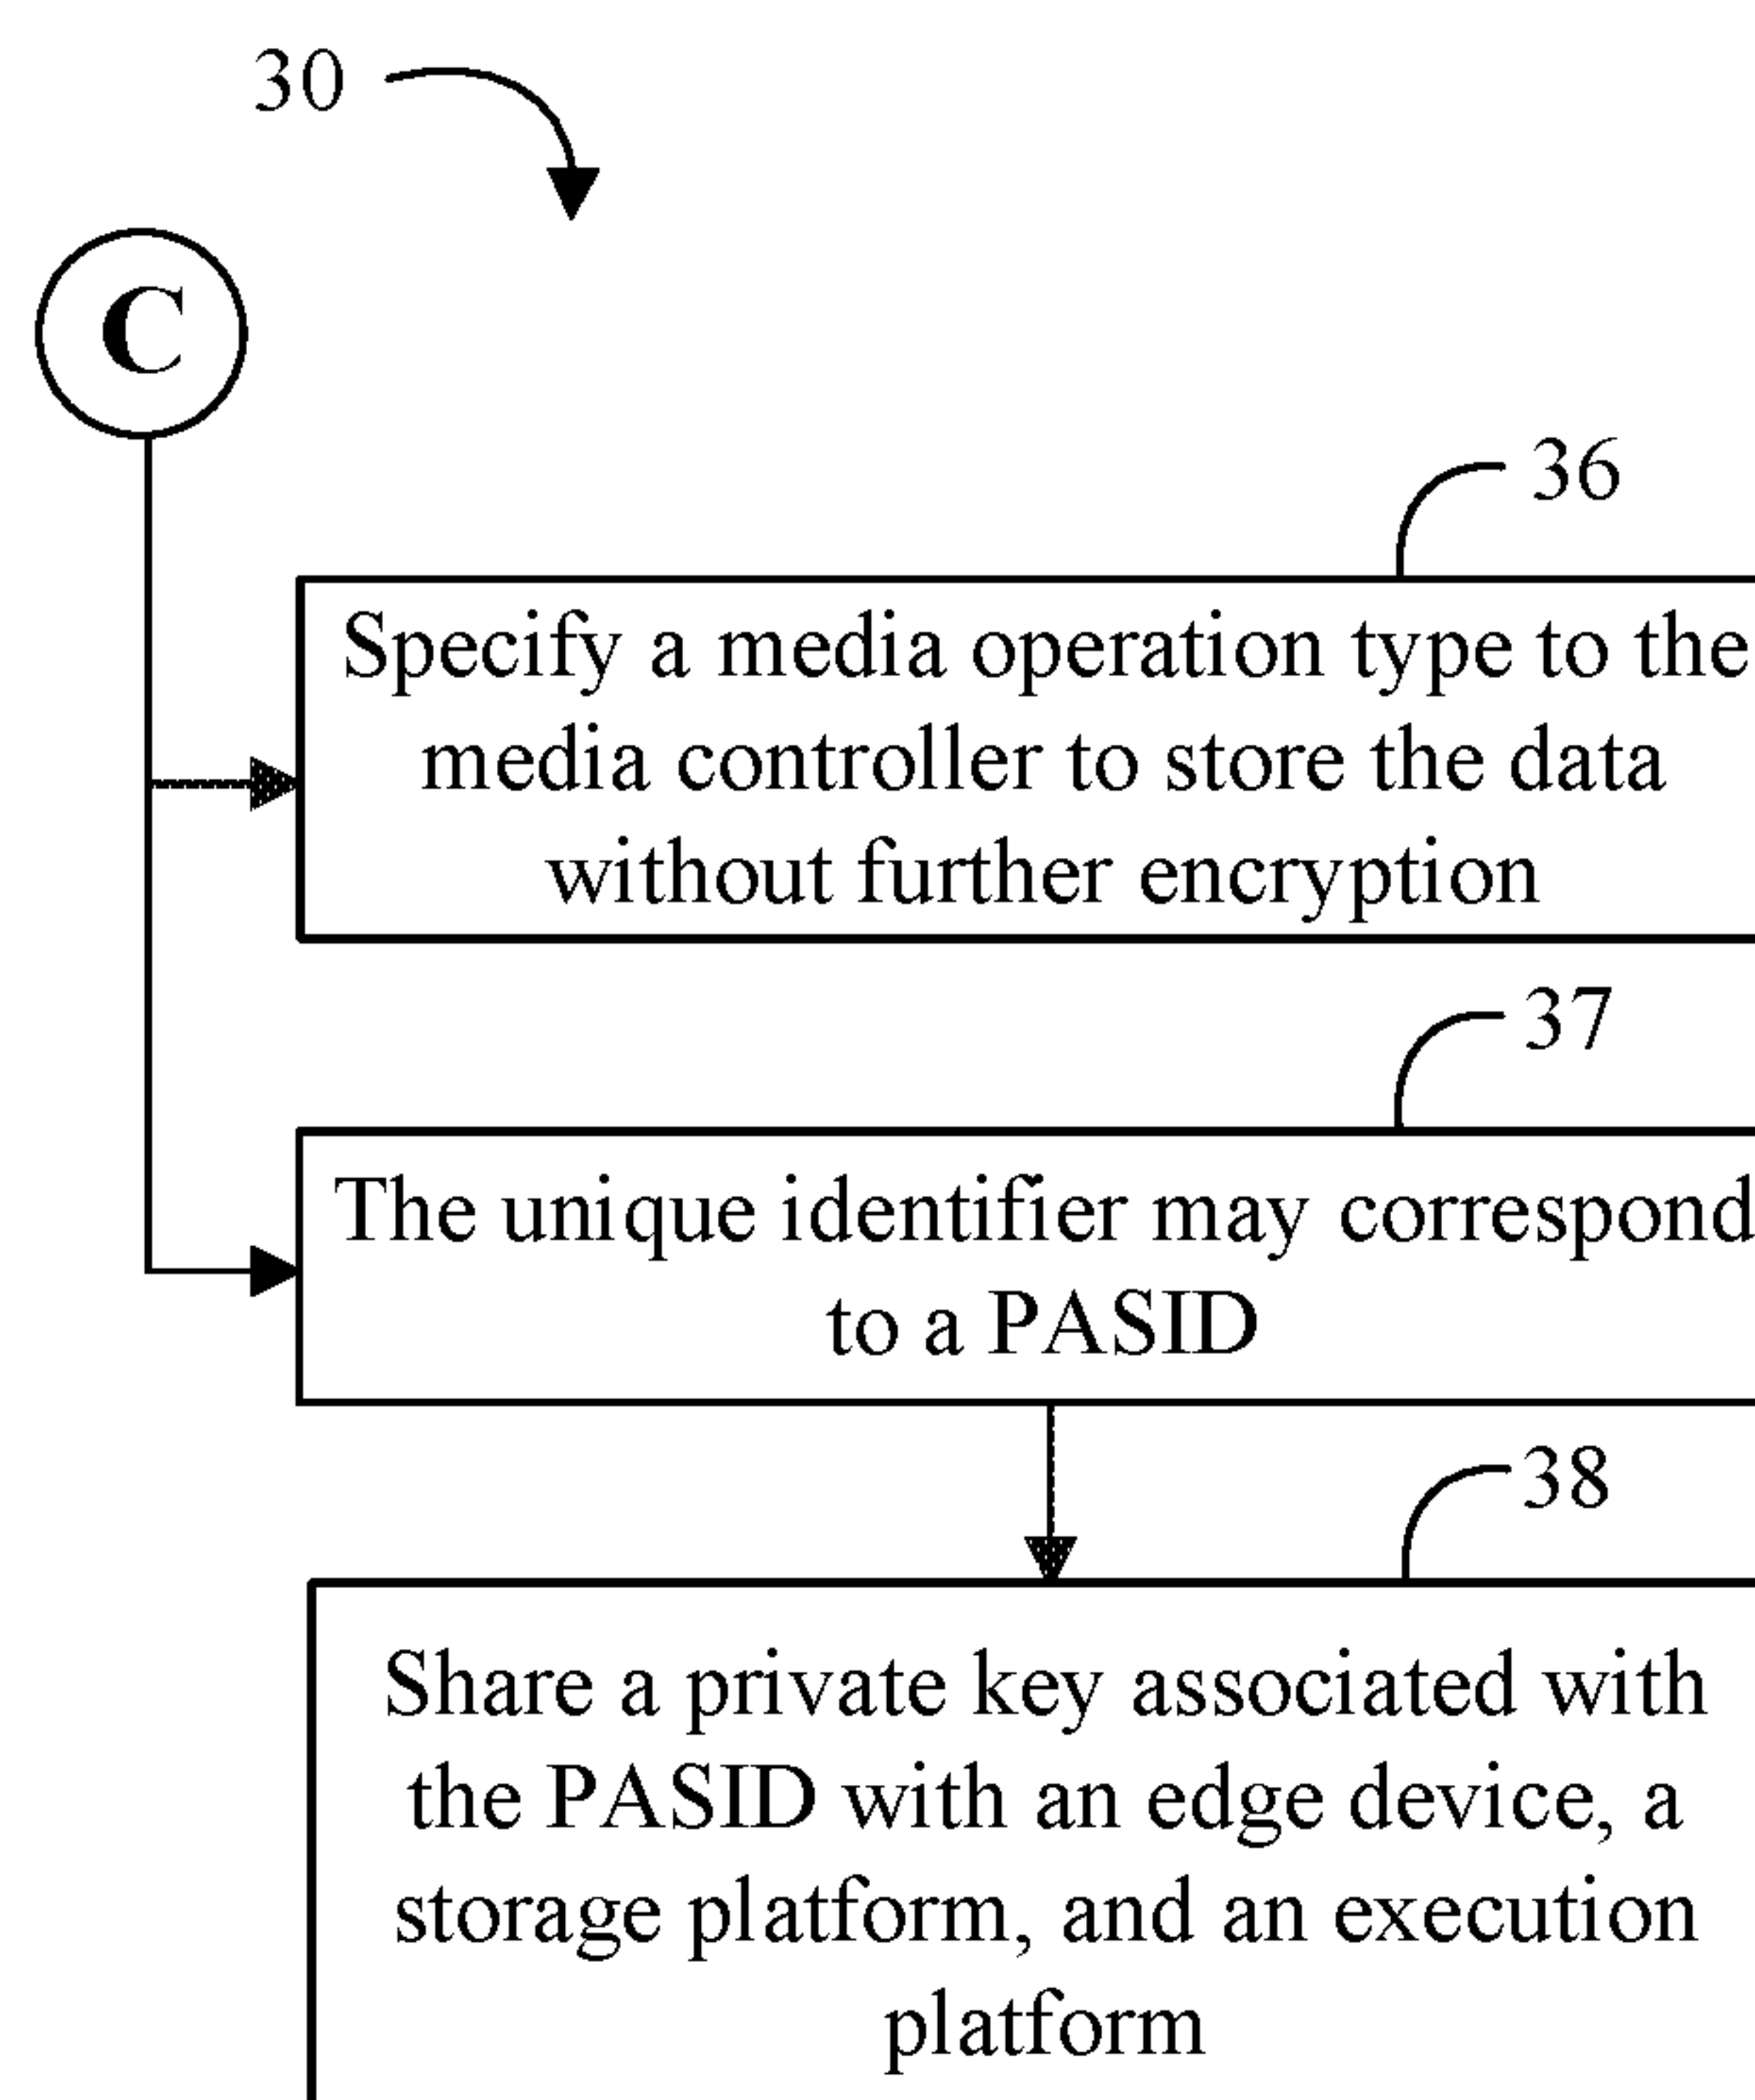 30
C
36
Specify a media operation type to the
media controller to store the data
without further encryption
37
The unique identifier may correspond
to a PASID
38
Share a private key associated with
the PASID with an edge device, a
storage platform, and an execution
platform